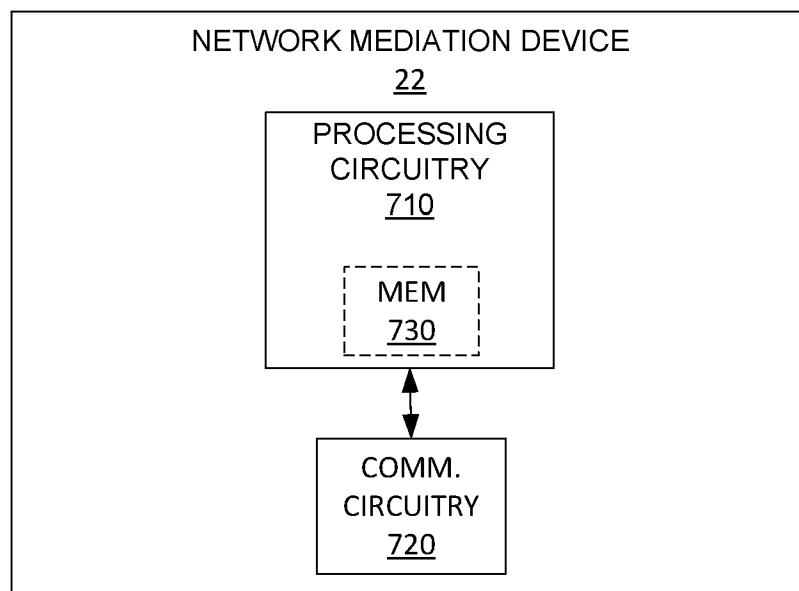 NETWORK MEDIATION DEVICE
22
PROCESSING
CIRCUITRY
710
MEM
730
COMM.
CIRCUITRY
720